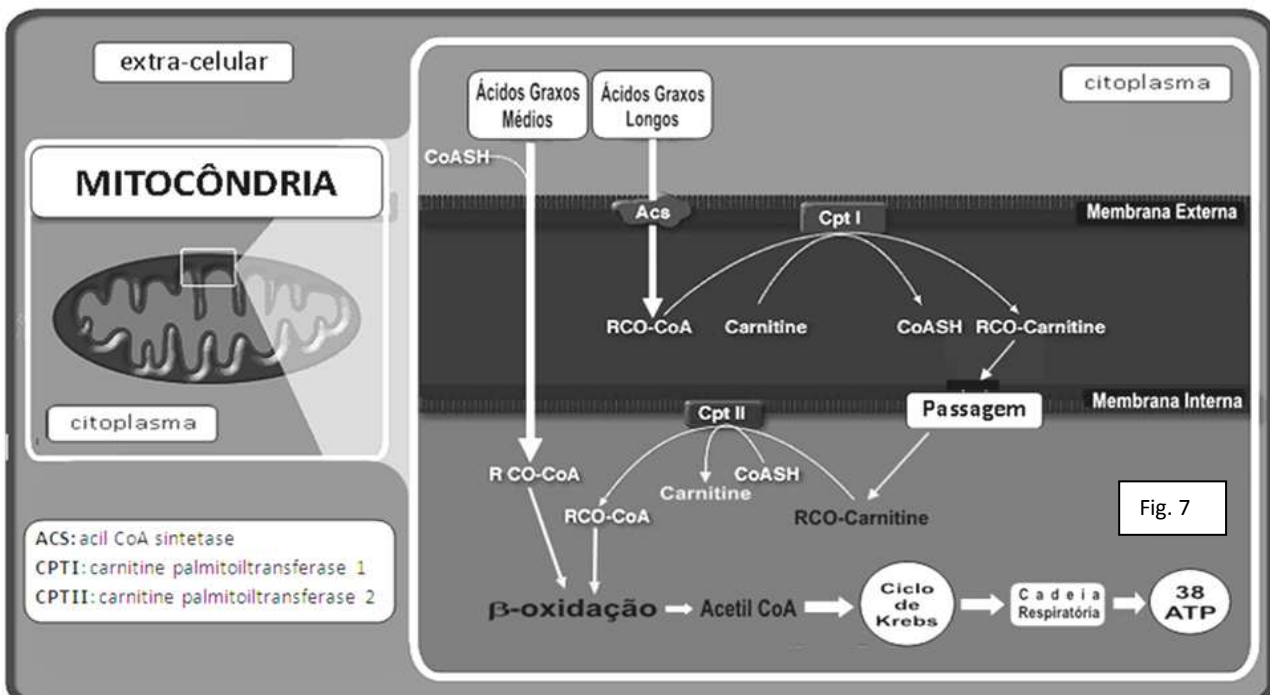 extra-celular
MITOCÔNDRIA
citoplasma
ACS: acil CoA sintetase
CPTI: carnitine palmitoiltransferase 1
CPTII: carnitine palmitoiltransferase 2
citoplasma
Ácidos Graxos
Médios
Ácidos Graxos
Longos
CoASH
Acs
Cpt I
Membrana Externa
RCO-CoA
Carnitine
CoASH
RCO-Carnitine
Membrana Interna
Passagem
Cpt II
R CO-CoA
Carnitine
CoASH
RCO-CoA
RCO-Carnitine
Fig. 7
β-oxidação
Acetil CoA
Ciclo
de
Krebs
Cadeia
Respiratória
38
ATP